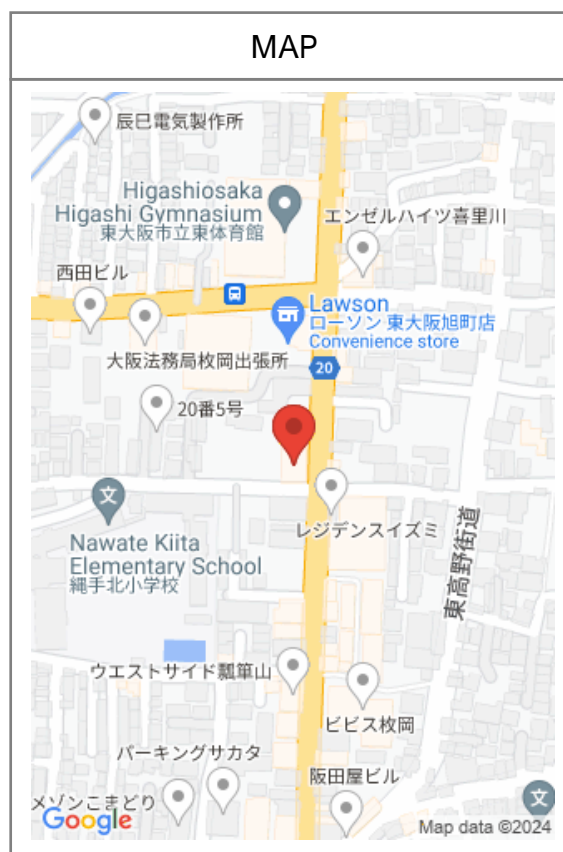 MAP
辰巳電気製作所
Higashiosaka
Higashi Gymnasium
東大阪市立東体育館
エンゼルハイツ喜里川
西田ビル
Lawson
ローソン 東大阪旭町店
Convenience store
大阪法務局枚岡出張所
20
20番5号
文
レジデンスイズミ
東高野街道
Nawate Kiita
Elementary School
縄手北小学校
ウエストサイド瓢箪山
ビビス枚岡
パーキングサカタ
阪田屋ビル
メゾンこまどり
文
Google
Map data ©2024